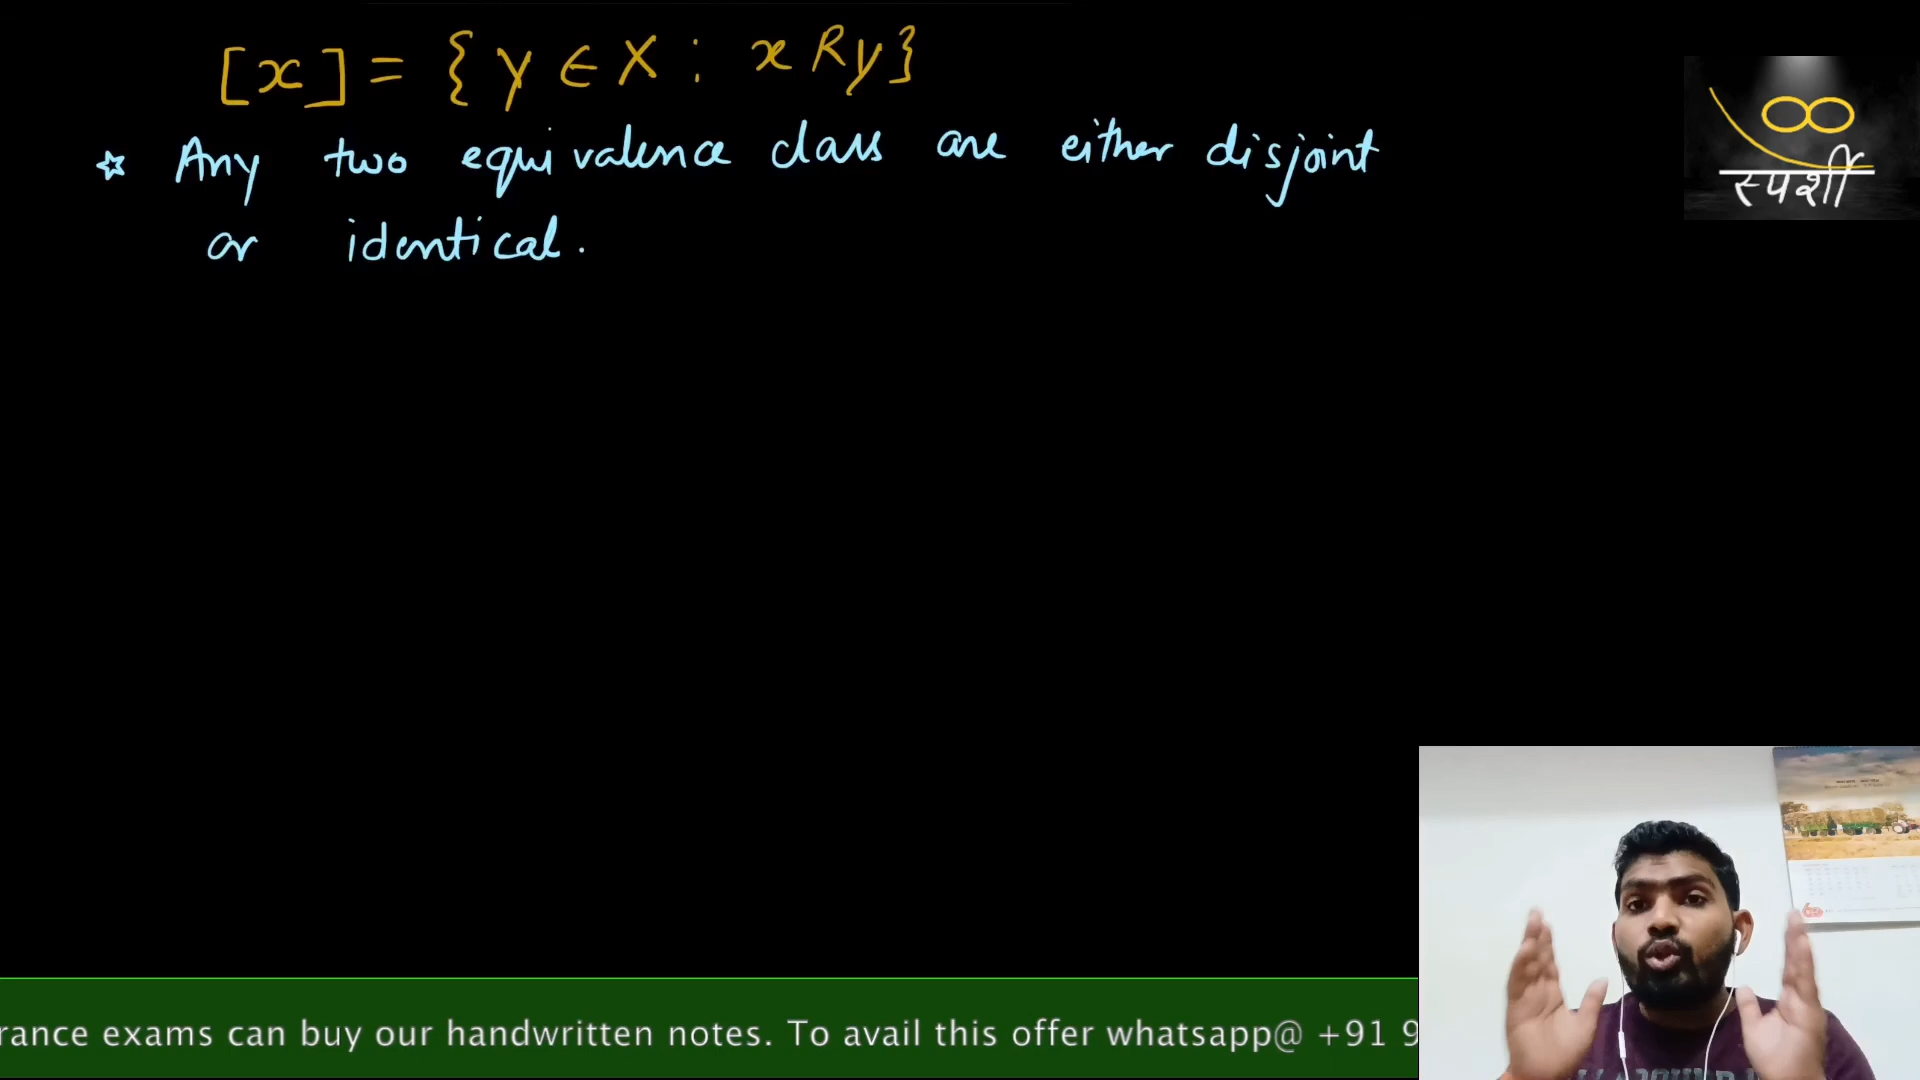 [x] = { y ∈ X : x R y }
☆ Any two equivalence class are either disjoint
or identical.
स्पर्शी
rance exams can buy our handwritten notes. To avail this offer whatsapp@ +91 9